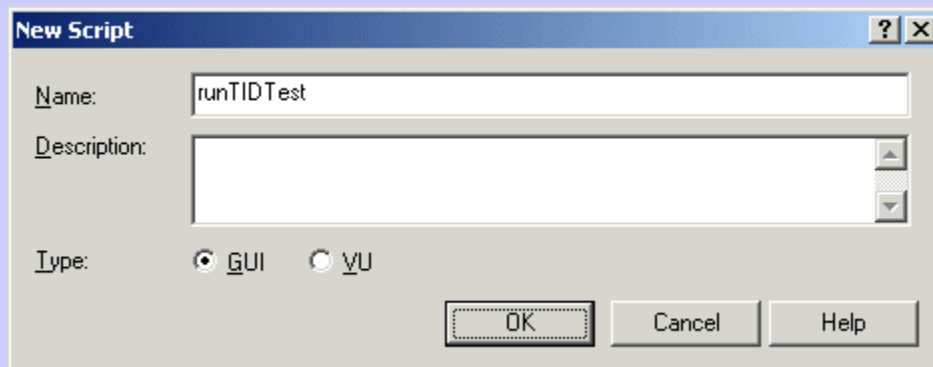 New Script
Name: runTIDTest
Description:
Type: GUI VU
OK Cancel Help